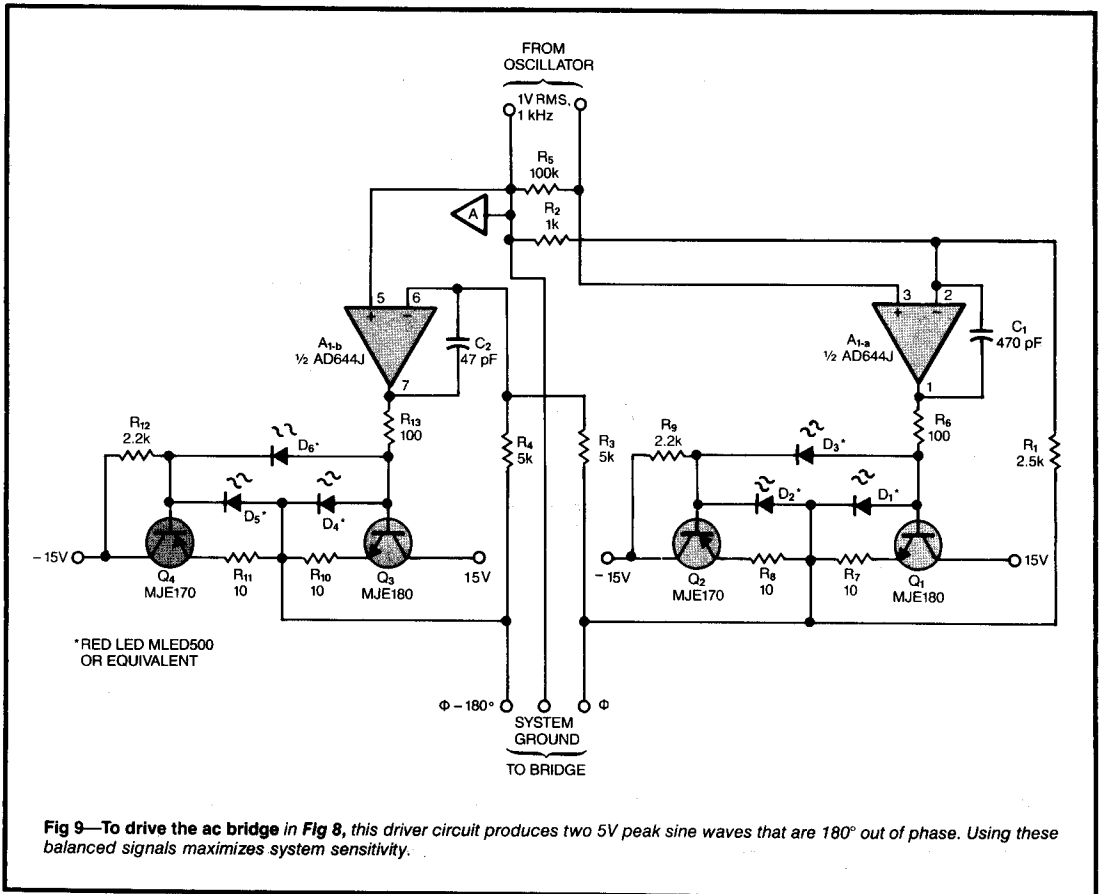 FROM
OSCILLATOR
1V RMS,
1 kHz
R5
100k
A
R2
1k
5
6
+
−
A1-b
½ AD644J
C2
47 pF
7
3
2
+
−
A1-a
½ AD644J
C1
470 pF
1
R12
2.2k
D6*
R13
100
R4
5k
R3
5k
R9
2.2k
D3*
R6
100
R1
2.5k
D5*
D4*
D2*
D1*
−15V
Q4
MJE170
R11
10
R10
10
Q3
MJE180
15V
−15V
Q2
MJE170
R8
10
R7
10
Q1
MJE180
15V
*RED LED MLED500
OR EQUIVALENT
Φ − 180°
SYSTEM
GROUND
Φ
TO BRIDGE
Fig 9—To drive the ac bridge in Fig 8, this driver circuit produces two 5V peak sine waves that are 180° out of phase. Using these
balanced signals maximizes system sensitivity.